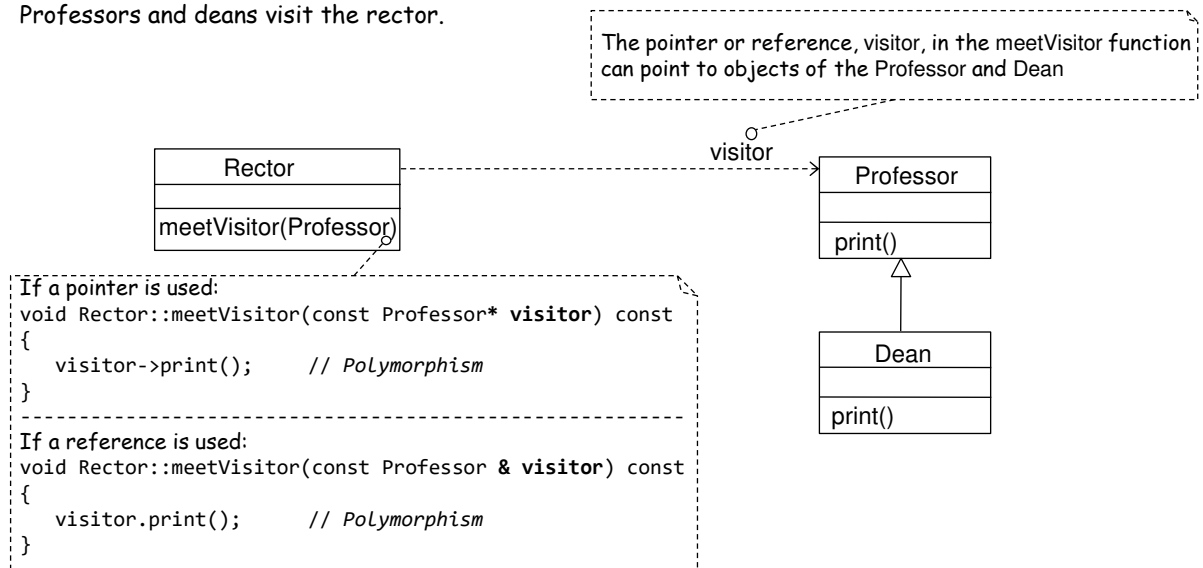 Professors and deans visit the rector.
The pointer or reference, visitor, in the meetVisitor function
can point to objects of the Professor and Dean
visitor
Rector
meetVisitor(Professor)
Professor
print()
Dean
print()
If a pointer is used:
void Rector::meetVisitor(const Professor* visitor) const
{
visitor->print(); // Polymorphism
}
If a reference is used:
void Rector::meetVisitor(const Professor & visitor) const
{
visitor.print(); // Polymorphism
}